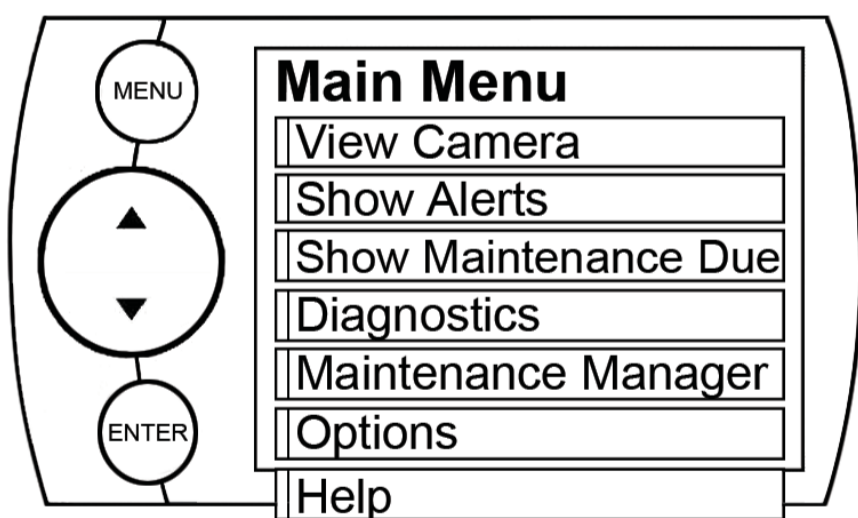 MENU
Main Menu
View Camera
Show Alerts
Show Maintenance Due
Diagnostics
Maintenance Manager
ENTER
Options
Help